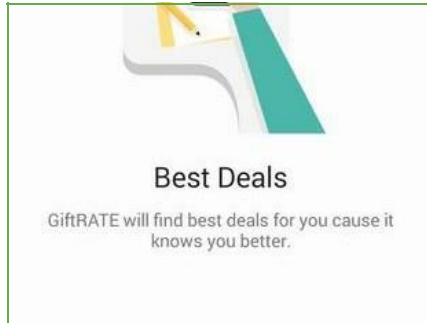 Best Deals
GiftRATE will find best deals for you cause it
knows you better.